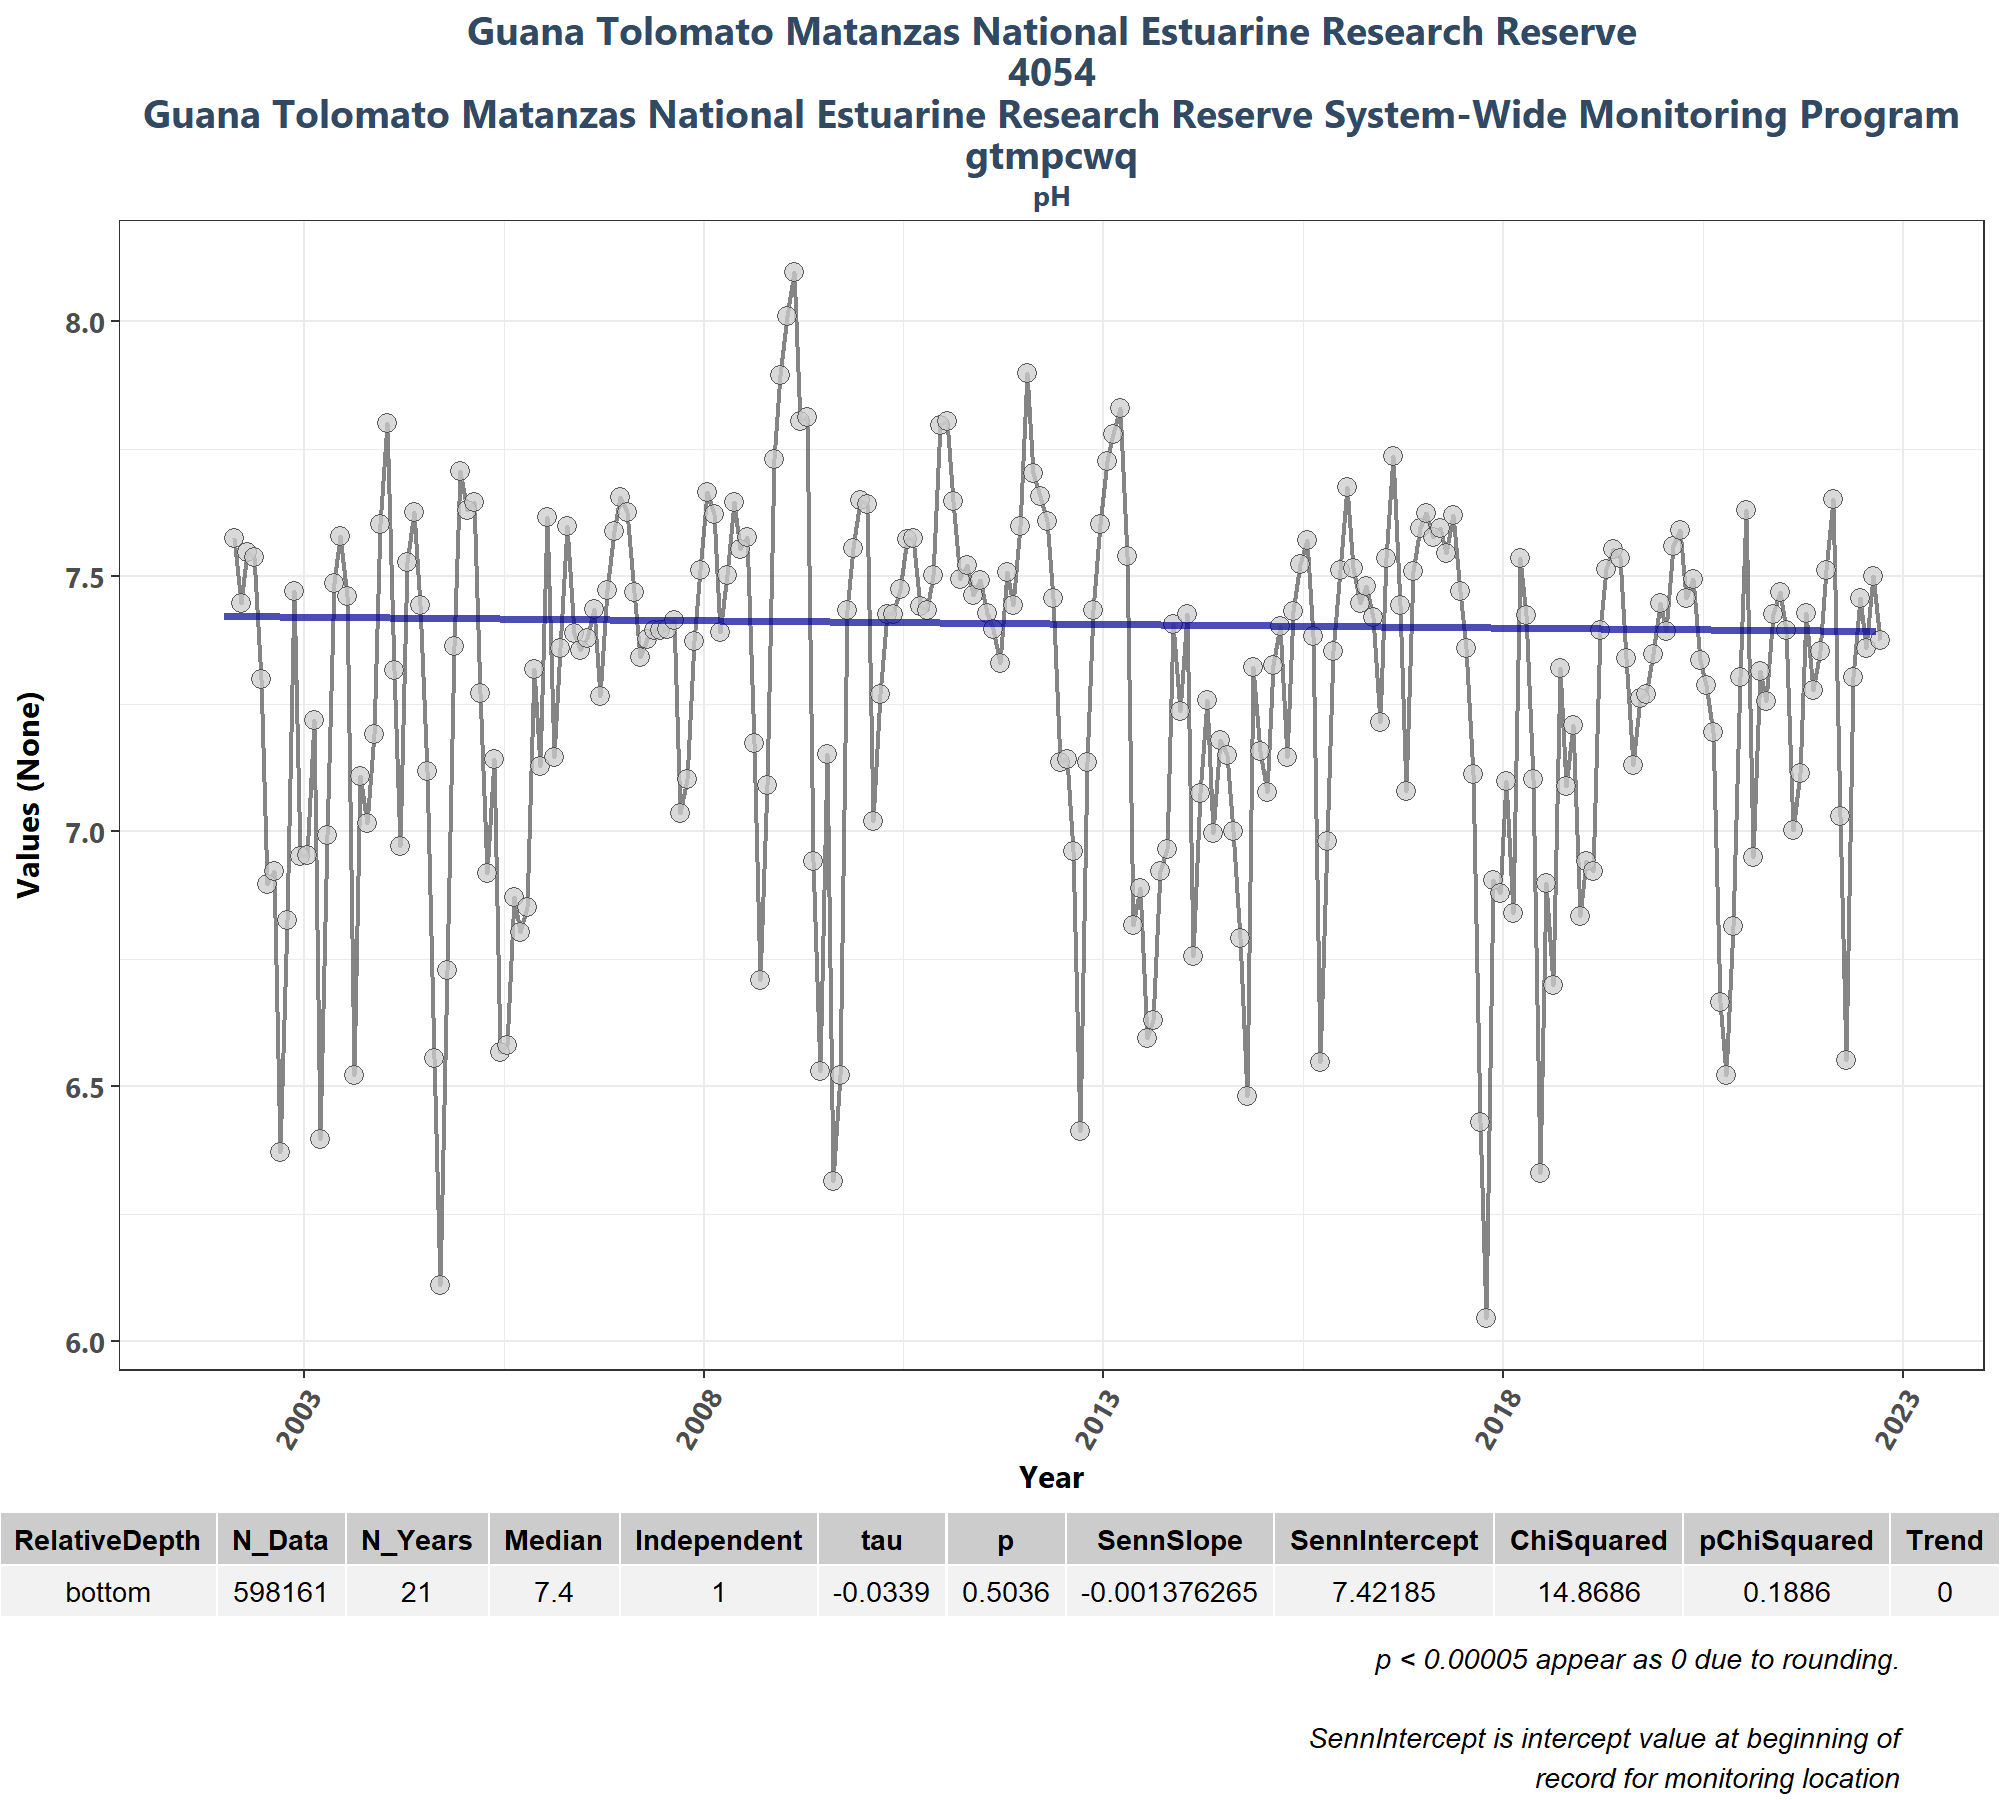 Guana Tolomato Matanzas National Estuarine Research Reserve
4054
Guana Tolomato Matanzas National Estuarine Research Reserve System-Wide Monitoring Program
gtmpcwq
pH
Values (None)
8.0
7.5
7.0
6.5
6.0
2003 2008 2013 2018 2023
Year
RelativeDepth N_Data N_Years Median Independent tau p SennSlope SennIntercept ChiSquared pChiSquared Trend
bottom 598161 21 7.4 1 -0.0339 0.5036 -0.001376265 7.42185 14.8686 0.1886 0
p < 0.00005 appear as 0 due to rounding.
SennIntercept is intercept value at beginning of
record for monitoring location